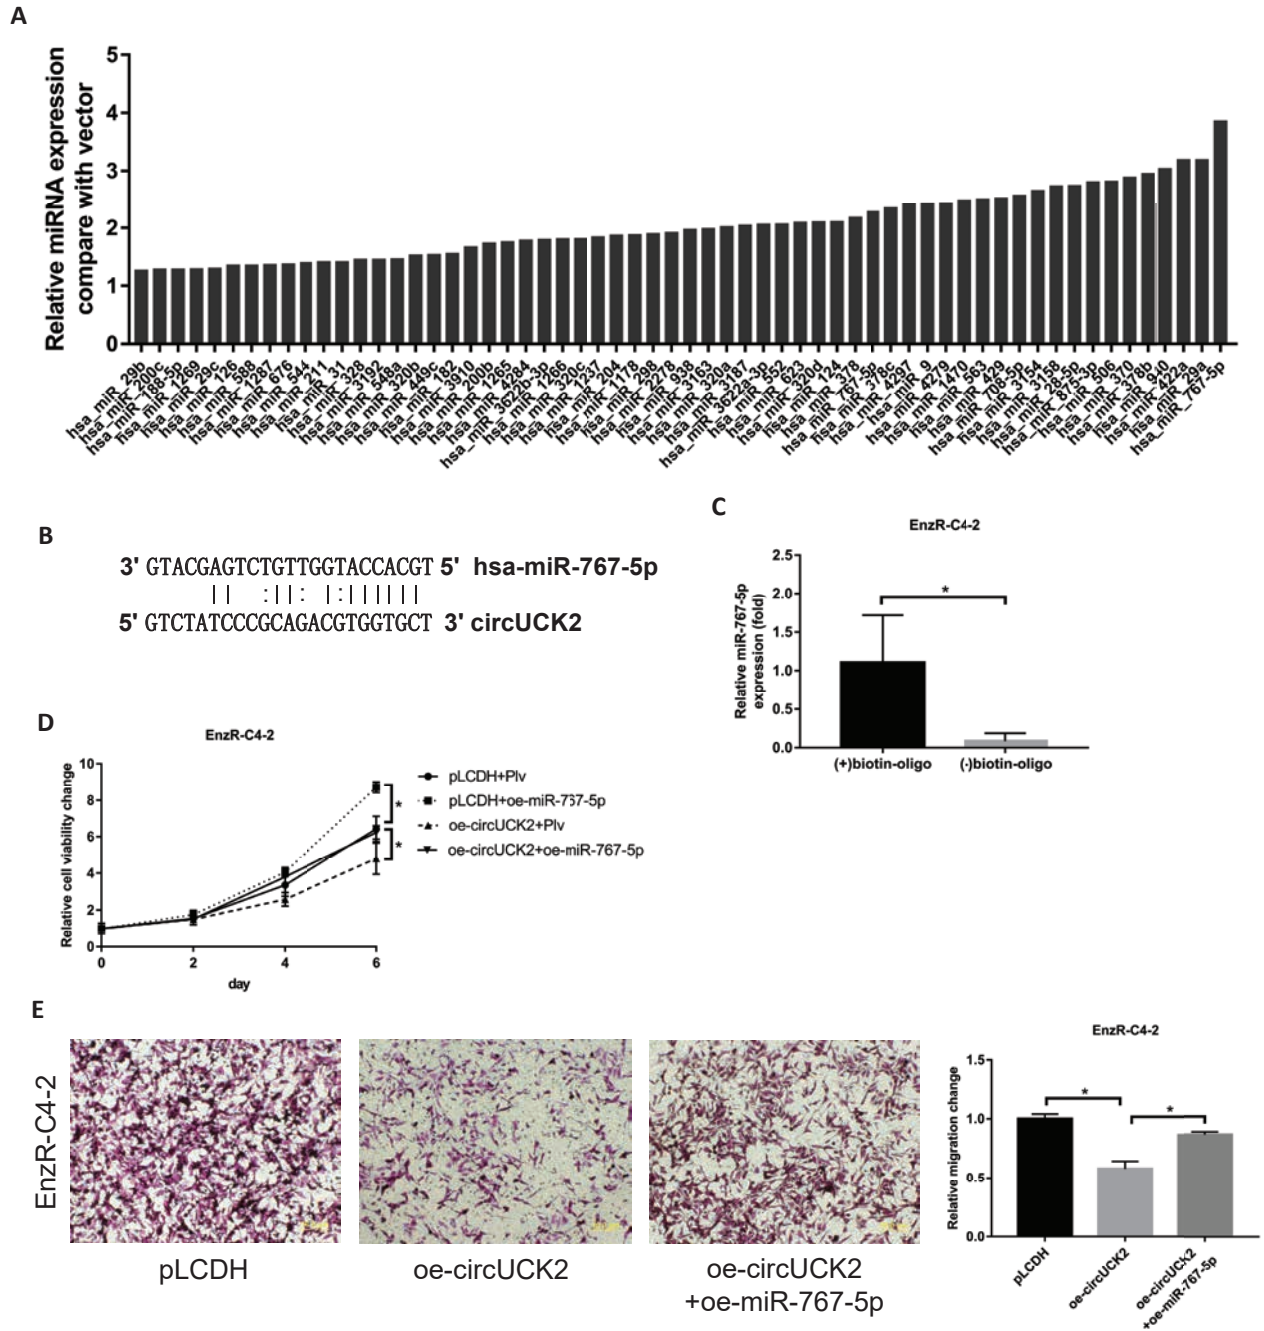 A
Relative miRNA expression
compare with vector
5
4
3
2
1
0
hsa_miR_29b
hsa_miR_200c
hsa_miR-188-5p
hsa_miR_1269
hsa_miR_29c
hsa_miR_126
hsa_miR_588
hsa_miR_1287
hsa_miR_676
hsa_miR_544
hsa_miR_211
hsa_miR_31
hsa_miR_328
hsa_miR_3192
hsa_miR_548a
hsa_miR_320b
hsa_miR_449c
hsa_miR_182
hsa_miR_3910
hsa_miR_200b
hsa_miR_1265
hsa_miR_4284
hsa_miR_3622b-3p
hsa_miR_1266
hsa_miR_320c
hsa_miR_1237
hsa_miR_204
hsa_miR_1178
hsa_miR_298
hsa_miR_2278
hsa_miR_938
hsa_miR_3163
hsa_miR_320a
hsa_miR_3187
hsa_miR_3622a-3p
hsa_miR_552
hsa_miR_623
hsa_miR_320d
hsa_miR_124
hsa_miR_378
hsa_miR_767-5p
hsa_miR_378c
hsa_miR_4297
hsa_miR_9
hsa_miR_4279
hsa_miR_1470
hsa_miR_563
hsa_miR_429
hsa_miR_708-5p
hsa_miR_3154
hsa_miR_3158
hsa_miR_28-5p
hsa_miR_875-3p
hsa_miR_506
hsa_miR_370
hsa_miR_378b
hsa_miR_940
hsa_miR_422a
hsa_miR_29a
hsa_miR_767-5p
B
3' GTACGAGTCTGTTGGTACCACGT 5' hsa-miR-767-5p
5' GTCTATCCCGCAGACGTGGTGCT 3' circUCK2
C
EnzR-C4-2
Relative miR-767-5p
expression (fold)
2.5
2.0
1.5
1.0
0.5
0.0
*
(+)biotin-oligo
(-)biotin-oligo
D
EnzR-C4-2
Relative cell viability change
10
8
6
4
2
0
0 2 4 6
day
*
*
pLCDH+Plv
pLCDH+oe-miR-767-5p
oe-circUCK2+Plv
oe-circUCK2+oe-miR-767-5p
E
EnzR-C4-2
pLCDH
oe-circUCK2
oe-circUCK2
+oe-miR-767-5p
EnzR-C4-2
Relative migration change
1.5
1.0
0.5
0.0
*
*
pLCDH
oe-circUCK2
oe-circUCK2
+oe-miR-767-5p